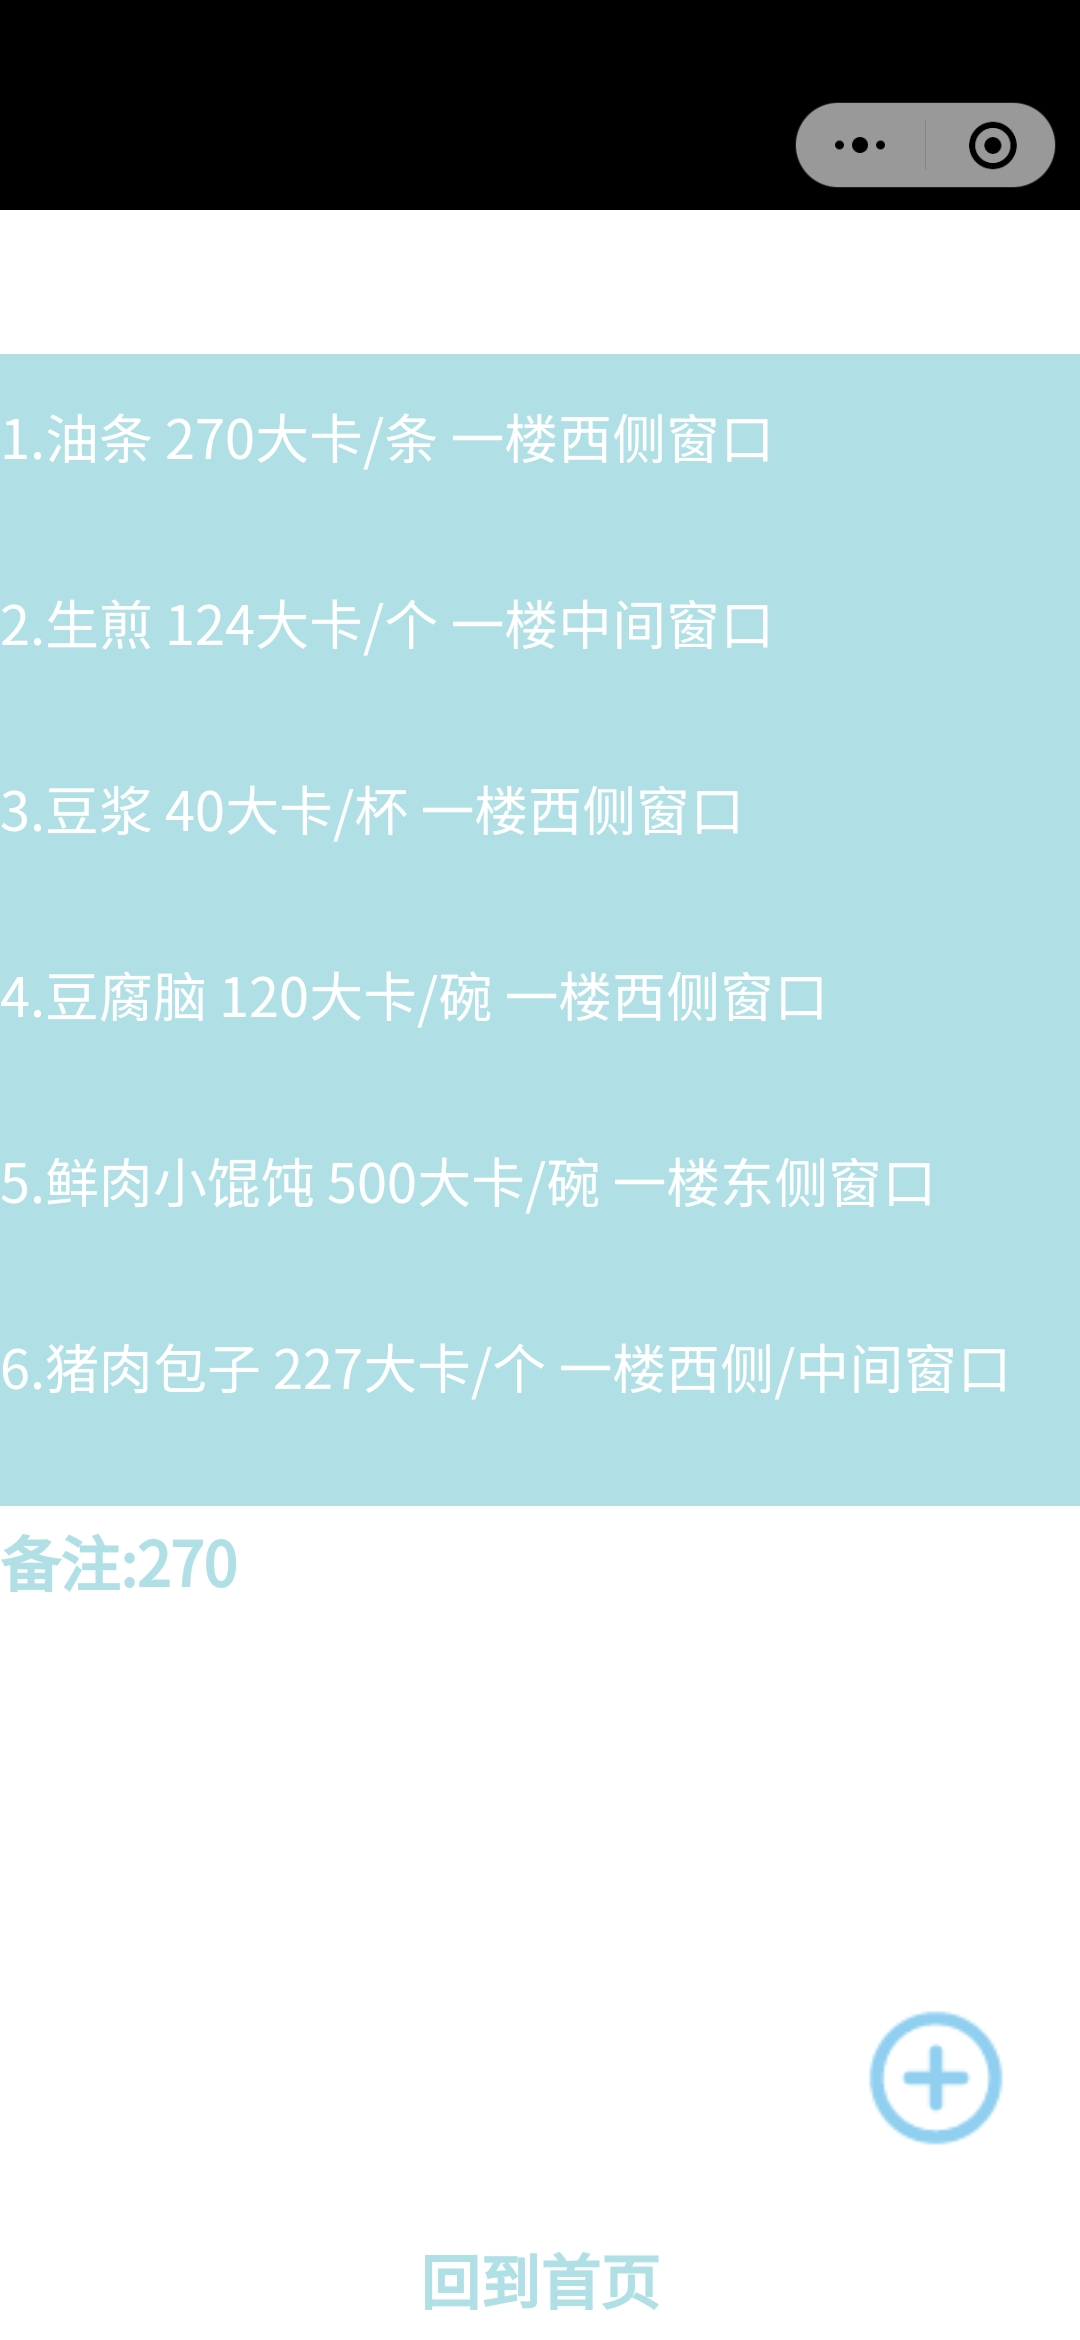 1.油条 270大卡/条 一楼西侧窗口
2.生煎 124大卡/个 一楼中间窗口
3.豆浆 40大卡/杯 一楼西侧窗口
4.豆腐脑 120大卡/碗 一楼西侧窗口
5.鲜肉小馄饨 500大卡/碗 一楼东侧窗口
6.猪肉包子 227大卡/个 一楼西侧/中间窗口
备注:270
回到首页